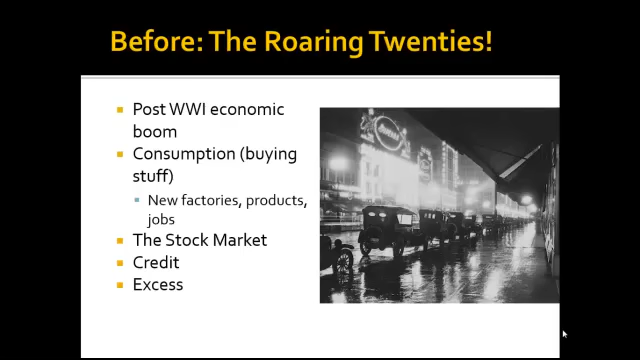 Before: The Roaring Twenties!
Post WWI economic
boom
Consumption (buying
stuff)
New factories, products,
jobs
The Stock Market
Credit
Excess